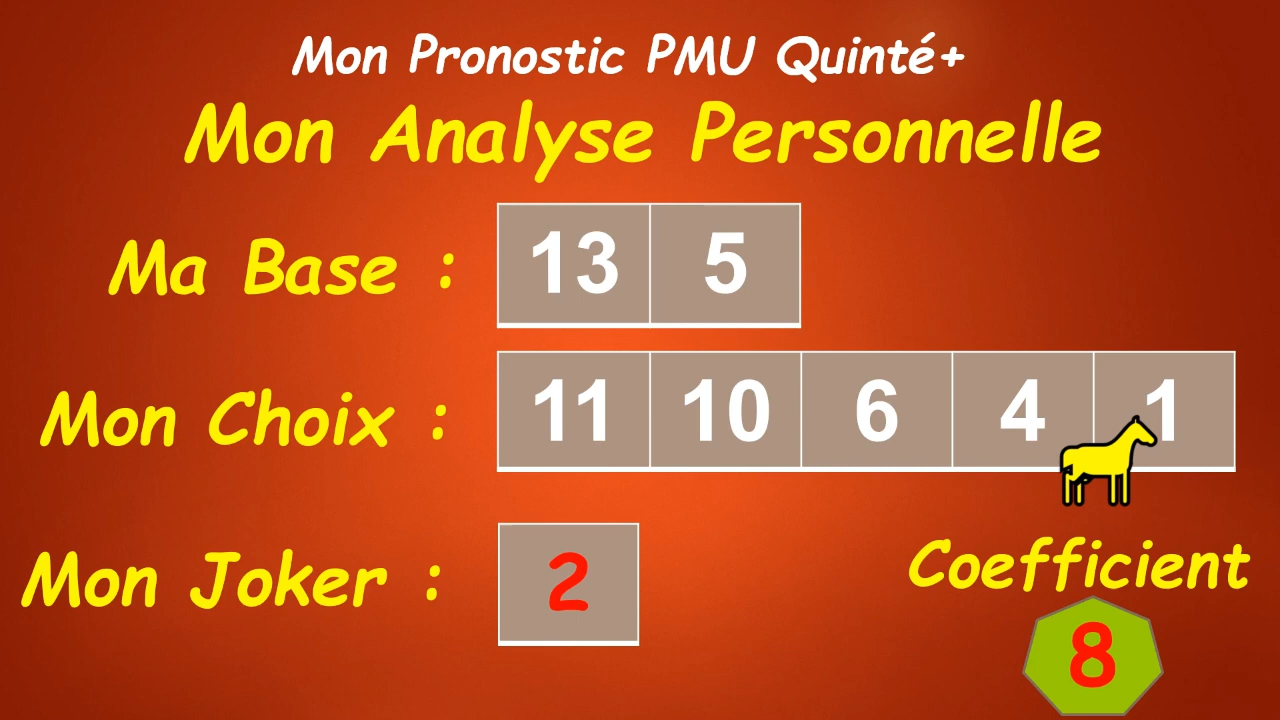 Mon Pronostic PMU Quinté+
Mon Analyse Personnelle
Ma Base : 13 5
Mon Choix : 11 10 6 4 1
Mon Joker : 2
Coefficient
8